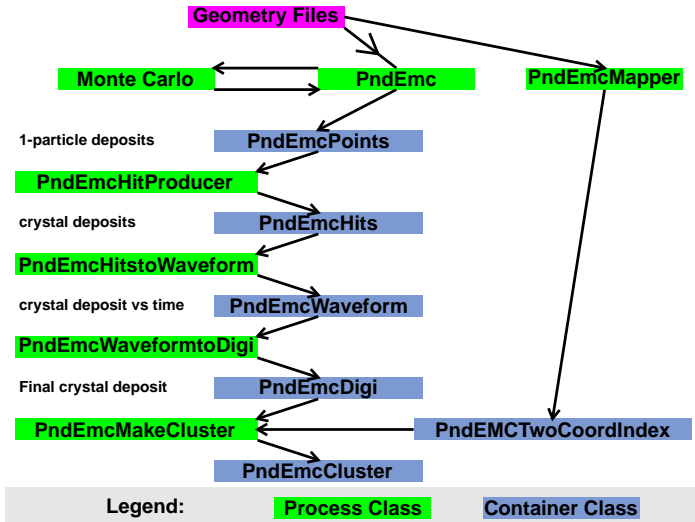 Geometry Files
Monte Carlo
PndEmc
PndEmcMapper
1-particle deposits
PndEmcPoints
PndEmcHitProducer
crystal deposits
PndEmcHits
PndEmcHitstoWaveform
crystal deposit vs time
PndEmcWaveform
PndEmcWaveformtoDigi
Final crystal deposit
PndEmcDigi
PndEmcMakeCluster
PndEMCTwoCoordIndex
PndEmcCluster
Legend:
Process Class
Container Class